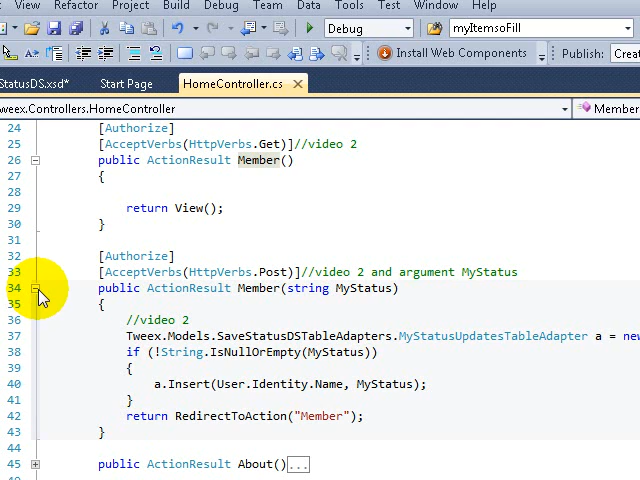 View Refactor Project Build Debug Team Data Tools Test Window Help
Debug myItemsoFill
Install Web Components Publish: Creat
StatusDS.xsd* Start Page HomeController.cs
Tweex.Controllers.HomeController Member
24 [Authorize]
25 [AcceptVerbs(HttpVerbs.Get)]//video 2
26 public ActionResult Member()
27 {
28
29 return View();
30 }
31
32 [Authorize]
33 [AcceptVerbs(HttpVerbs.Post)]//video 2 and argument MyStatus
34 public ActionResult Member(string MyStatus)
35 {
36 //video 2
37 Tweex.Models.SaveStatusDSTableAdapters.MyStatusUpdatesTableAdapter a = new
38 if (!String.IsNullOrEmpty(MyStatus))
39 {
40 a.Insert(User.Identity.Name, MyStatus);
41 }
42 return RedirectToAction("Member");
43 }
44
45 public ActionResult About()...